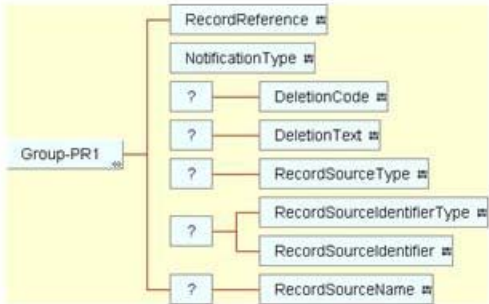 RecordReference
NotificationType
? DeletionCode
? DeletionText
Group-PR1
? RecordSourceType
RecordSourceIdentifierType
?
RecordSourceIdentifier
? RecordSourceName